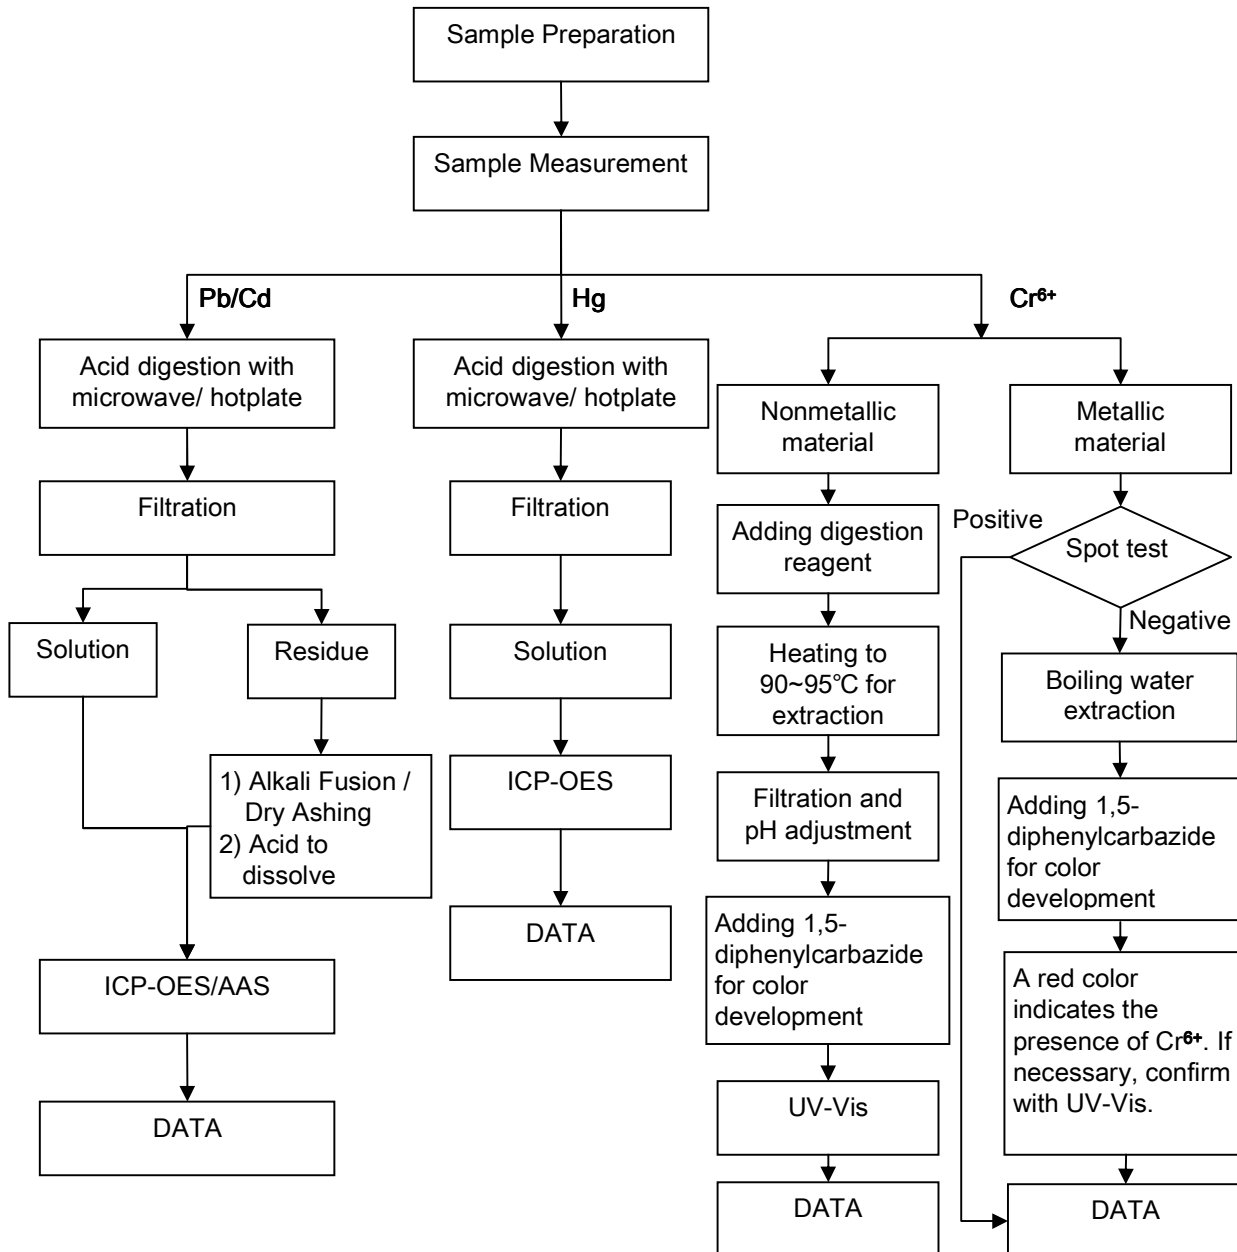 Sample Preparation
Sample Measurement
Pb/Cd
Hg
Cr⁶⁺
Acid digestion with
microwave/ hotplate
Filtration
Solution
Residue
1) Alkali Fusion /
Dry Ashing
2) Acid to
dissolve
ICP-OES/AAS
DATA
Acid digestion with
microwave/ hotplate
Filtration
Solution
ICP-OES
DATA
Nonmetallic
material
Adding digestion
reagent
Heating to
90~95℃ for
extraction
Filtration and
pH adjustment
Adding 1,5-
diphenylcarbazide
for color
development
UV-Vis
DATA
Metallic
material
Spot test
Positive
Negative
Boiling water
extraction
Adding 1,5-
diphenylcarbazide
for color
development
A red color
indicates the
presence of Cr⁶⁺. If
necessary, confirm
with UV-Vis.
DATA